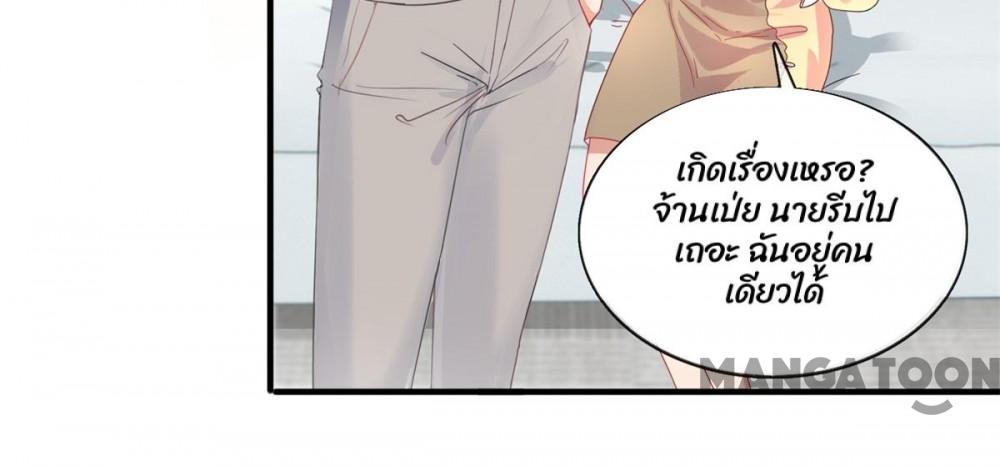 เกิดเรื่องเหรอ?
จ้านเป่ย นายรีบไป
เถอะ ฉันอยู่คน
เดียวได้
MANGATOON